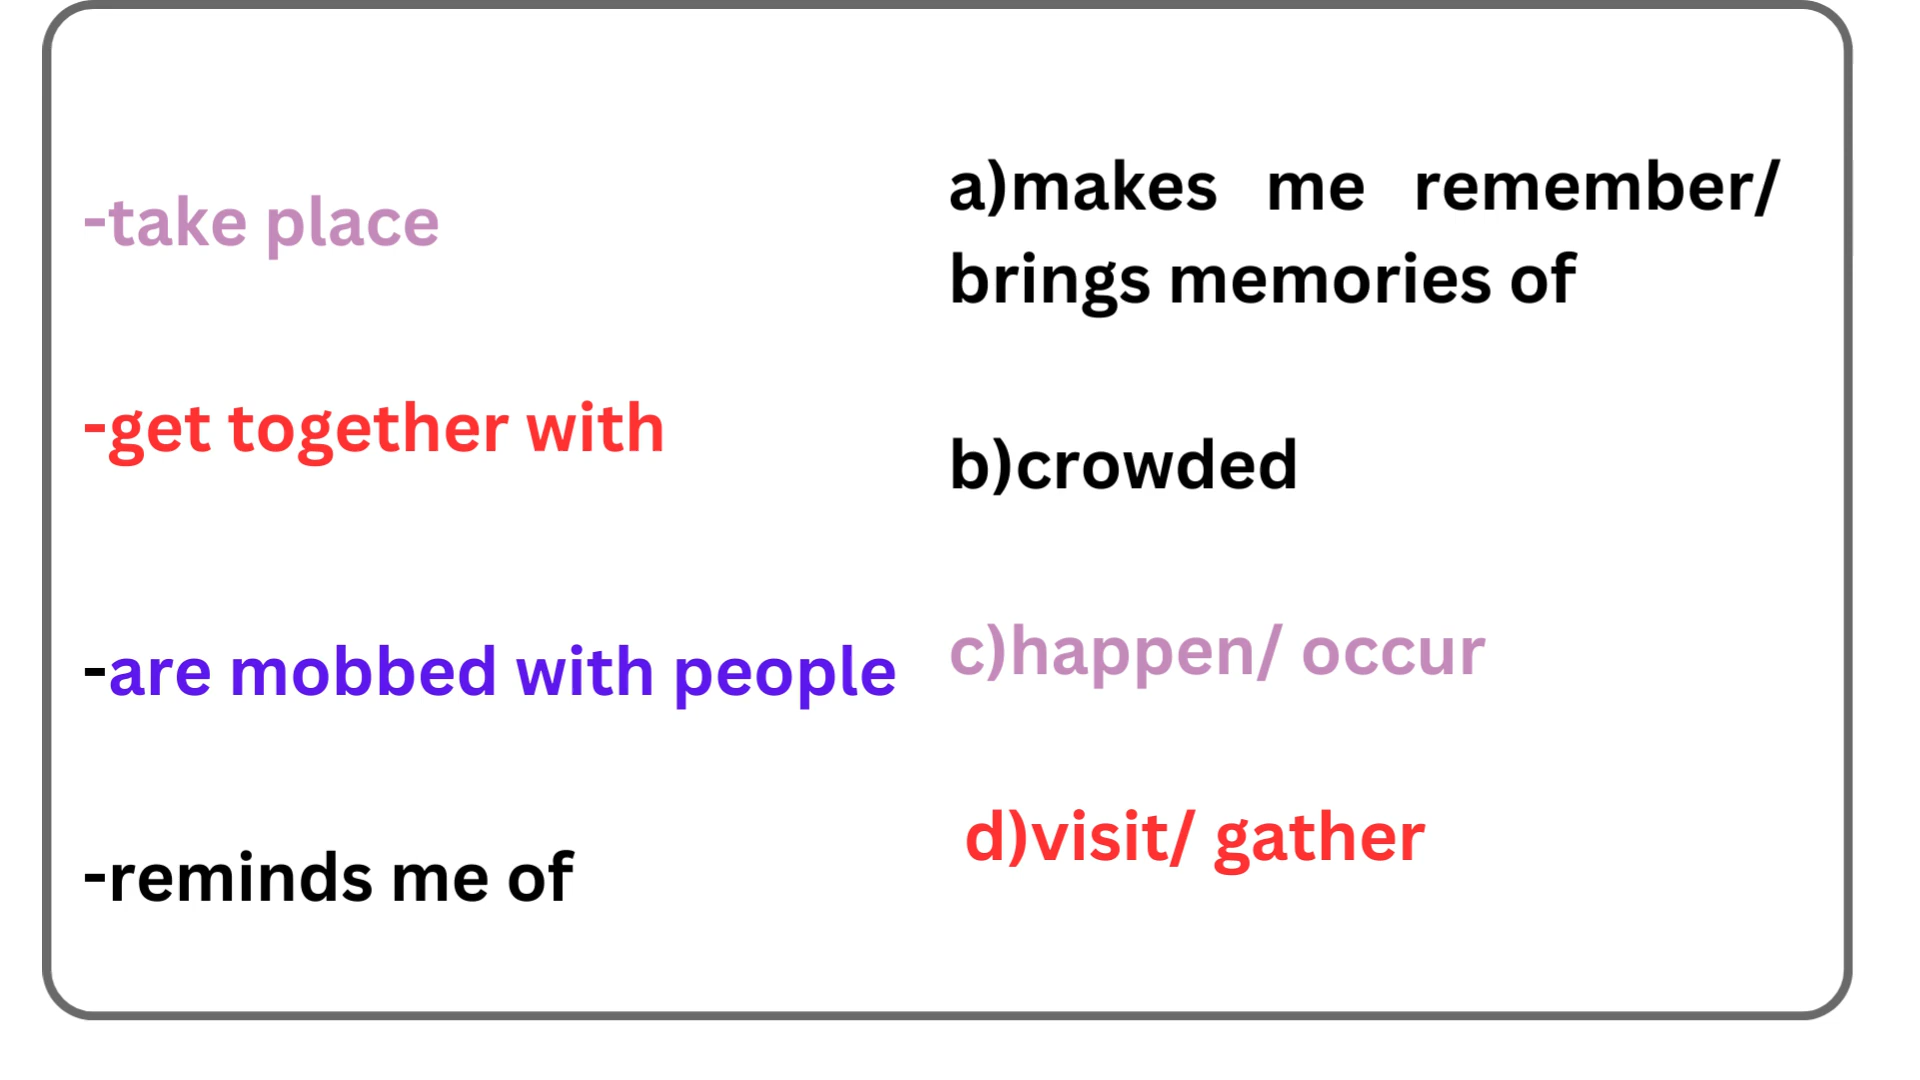 -take place
-get together with
-are mobbed with people
-reminds me of
a)makes me remember/
brings memories of
b)crowded
c)happen/ occur
d)visit/ gather